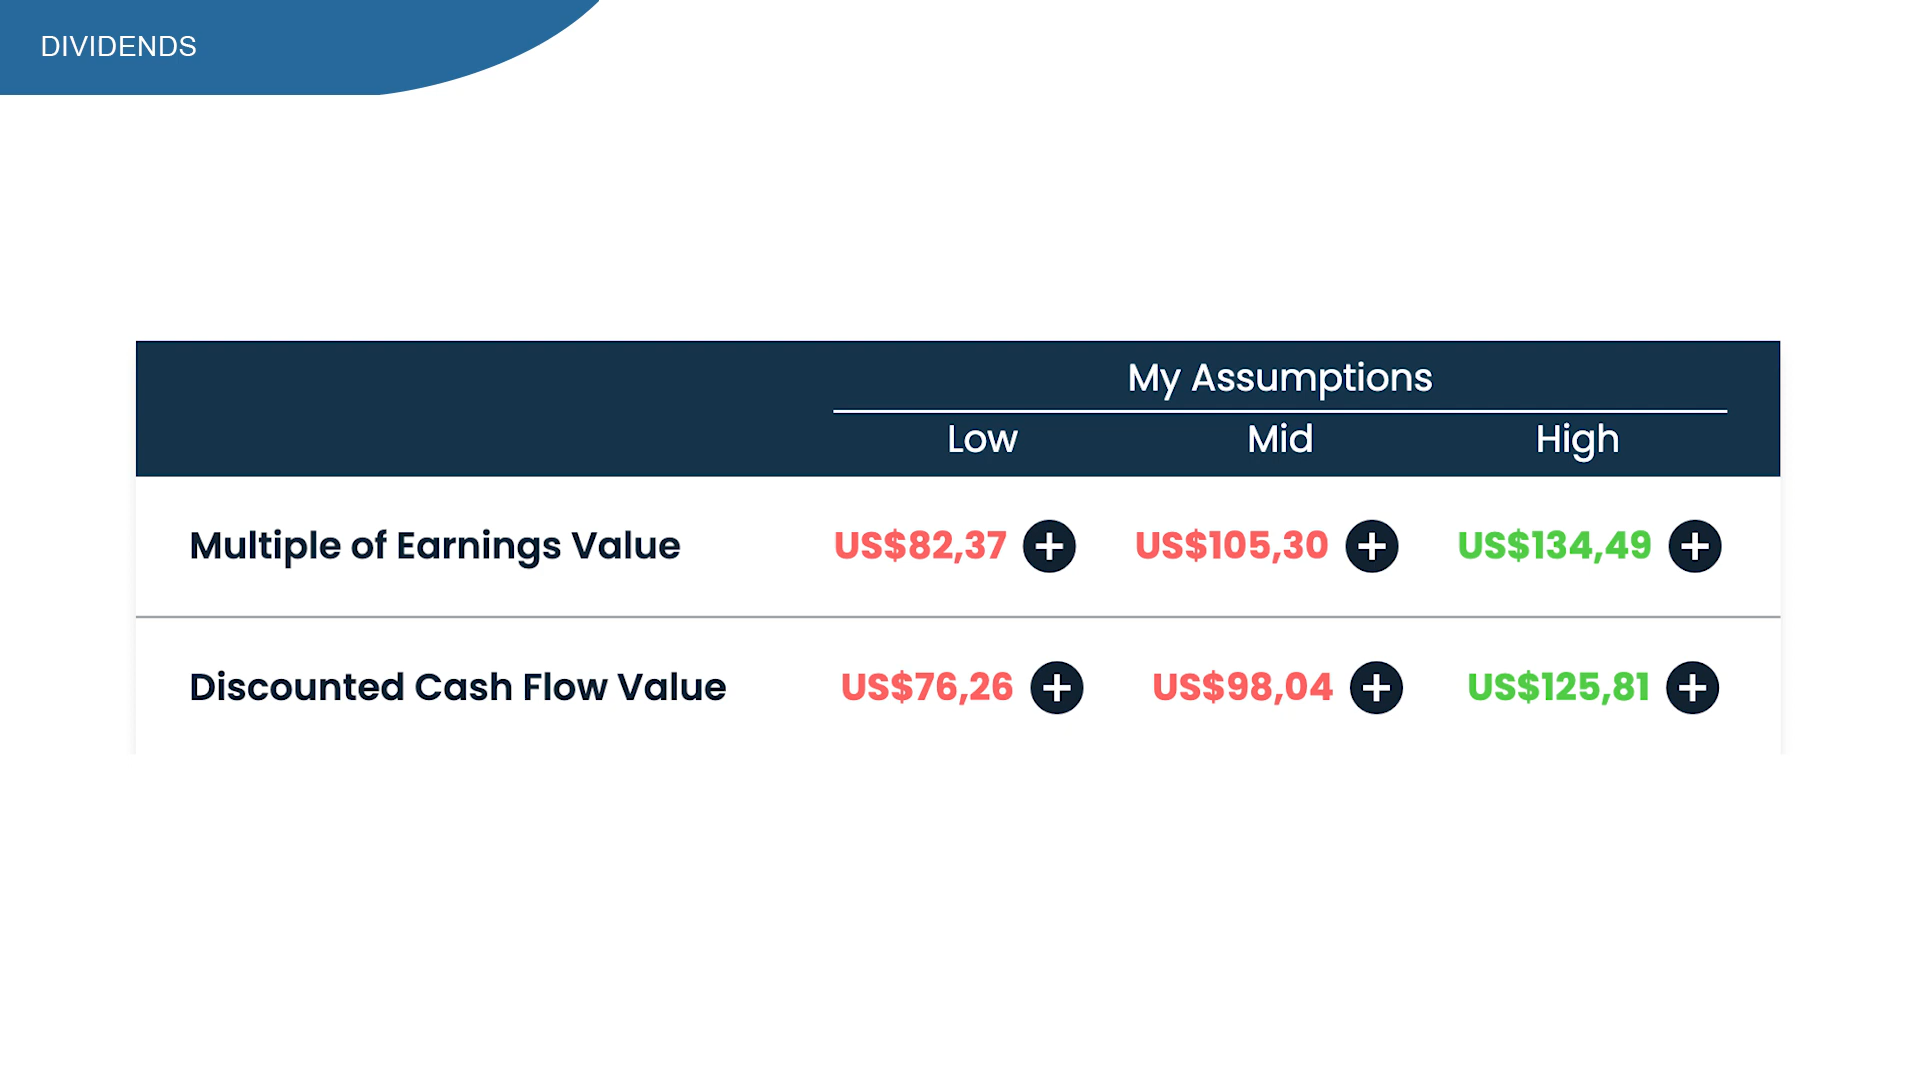 DIVIDENDS
My Assumptions
Low Mid High
Multiple of Earnings Value US$82,37 US$105,30 US$134,49
Discounted Cash Flow Value US$76,26 US$98,04 US$125,81